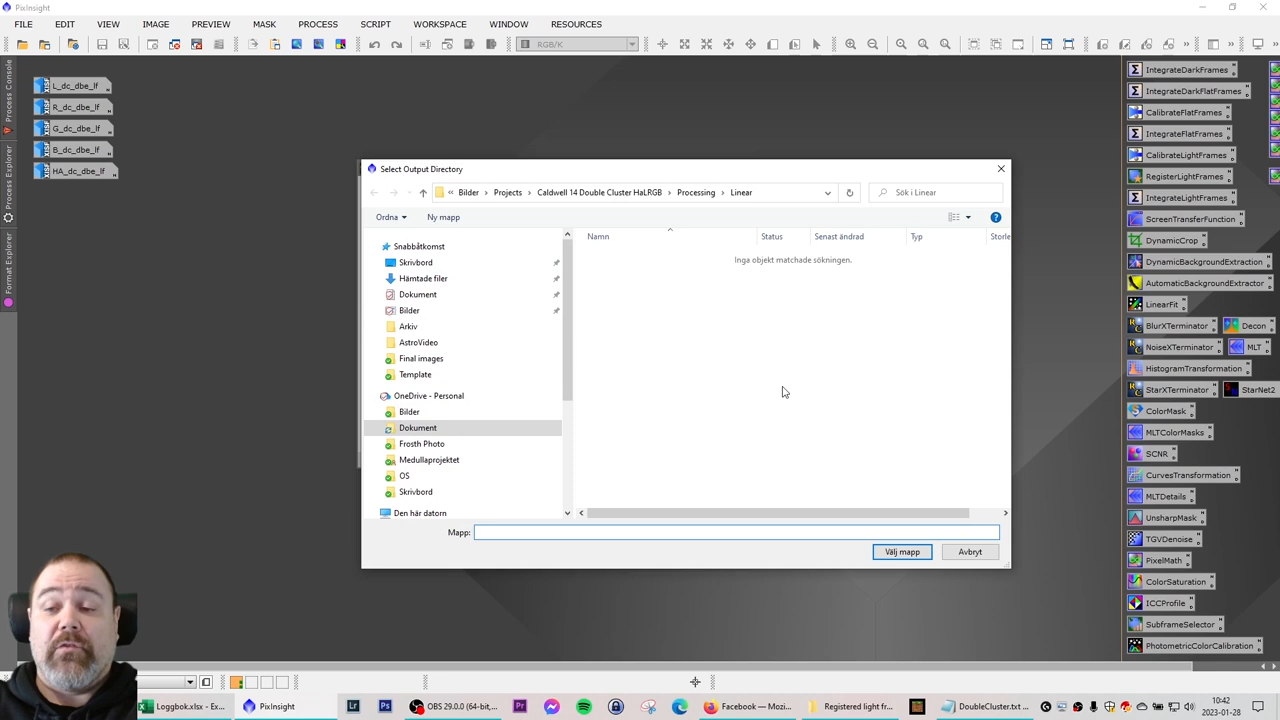 PixInsight
FILE EDIT VIEW IMAGE PREVIEW MASK PROCESS SCRIPT WORKSPACE WINDOW RESOURCES
RGB/K
Process Console
Process Explorer
Format Explorer
L_dc_dbe_lf
R_dc_dbe_lf
G_dc_dbe_lf
B_dc_dbe_lf
HA_dc_dbe_lf
Select Output Directory
« Bilder > Projects > Caldwell 14 Double Cluster HaLRGB > Processing > Linear
Sök i Linear
Ordna Ny mapp
Namn Status Senast ändrad Typ Storle
Inga objekt matchade sökningen.
Snabbåtkomst
Skrivbord
Hämtade filer
Dokument
Bilder
Arkiv
AstroVideo
Final images
Template
OneDrive - Personal
Bilder
Dokument
Frosth Photo
Medullaprojektet
OS
Skrivbord
Den här datorn
Mapp:
Välj mapp Avbryt
IntegrateDarkFrames
IntegrateDarkFlatFrames
CalibrateFlatFrames
IntegrateFlatFrames
CalibrateLightFrames
RegisterLightFrames
IntegrateLightFrames
ScreenTransferFunction
DynamicCrop
DynamicBackgroundExtraction
AutomaticBackgroundExtractor
LinearFit
BlurXTerminator Decon
NoiseXTerminator MLT
HistogramTransformation
StarXTerminator StarNet2
ColorMask
MLTColorMasks
SCNR
CurvesTransformation
MLTDetails
UnsharpMask
TGVDenoise
PixelMath
ColorSaturation
ICCProfile
SubframeSelector
PhotometricColorCalibration
Loggbok.xlsx - Ex... PixInsight OBS 29.0.0 (64-bit,... Facebook — Mozi... Registered light fr... DoubleCluster.txt ...
10:42
2023-01-28